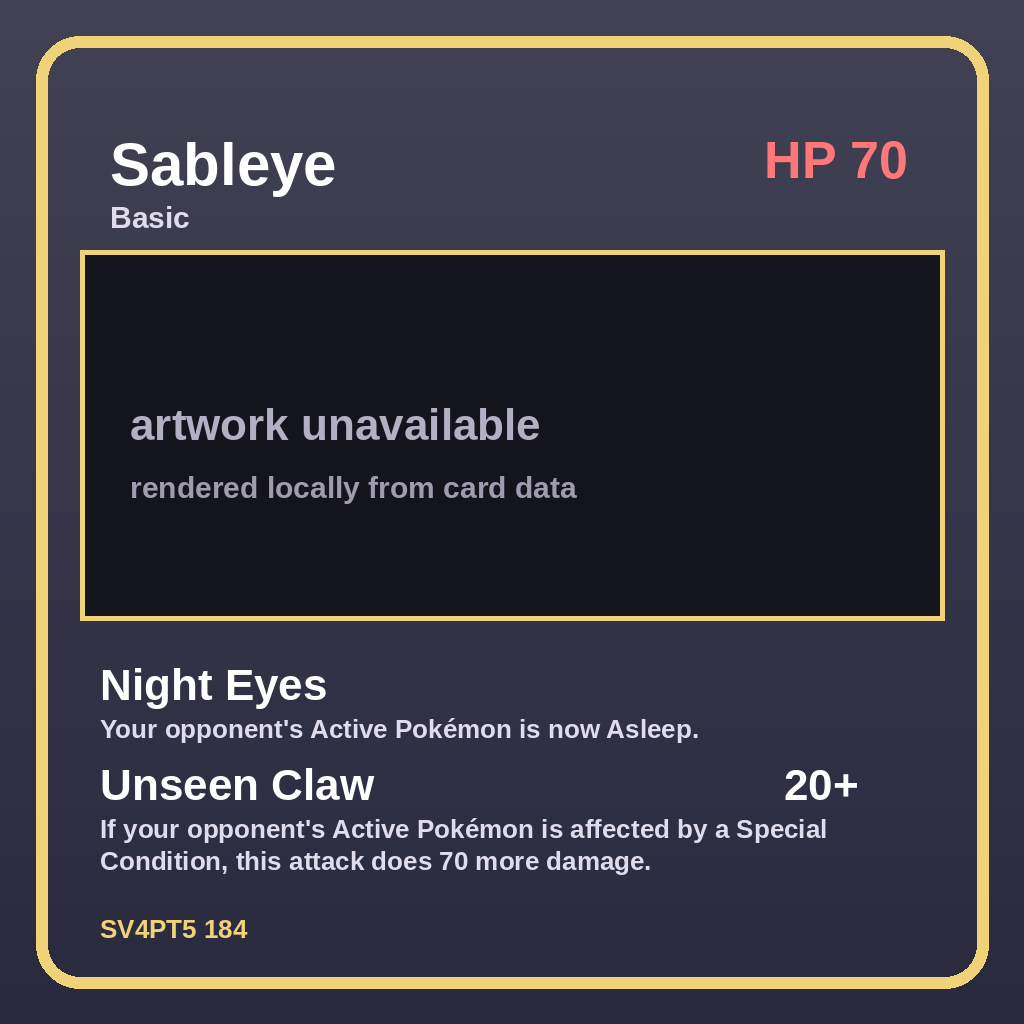 Sableye
HP 70
Basic
artwork unavailable
rendered locally from card data
Night Eyes
Your opponent's Active Pokémon is now Asleep.
Unseen Claw
20+
If your opponent's Active Pokémon is affected by a Special
Condition, this attack does 70 more damage.
SV4PT5 184